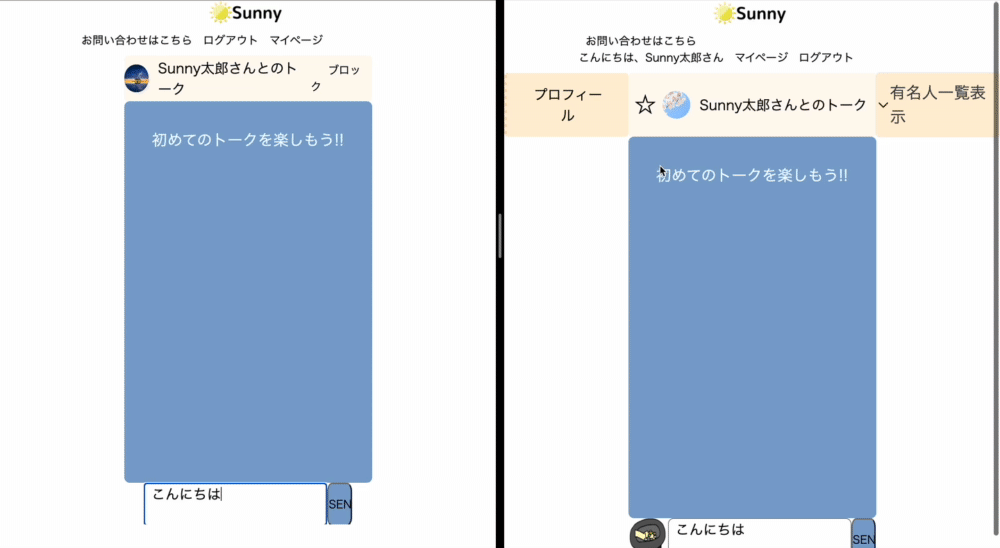 Sunny
お問い合わせはこちら ログアウト マイページ
Sunny太郎さんとのト
ーク
ブロッ
ク
初めてのトークを楽しもう!!
こんにちは
SEN
Sunny
お問い合わせはこちら
こんにちは、Sunny太郎さん マイページ ログアウト
プロフィー
ル
Sunny太郎さんとのトーク
有名人一覧表
示
初めてのトークを楽しもう!!
こんにちは
SEN